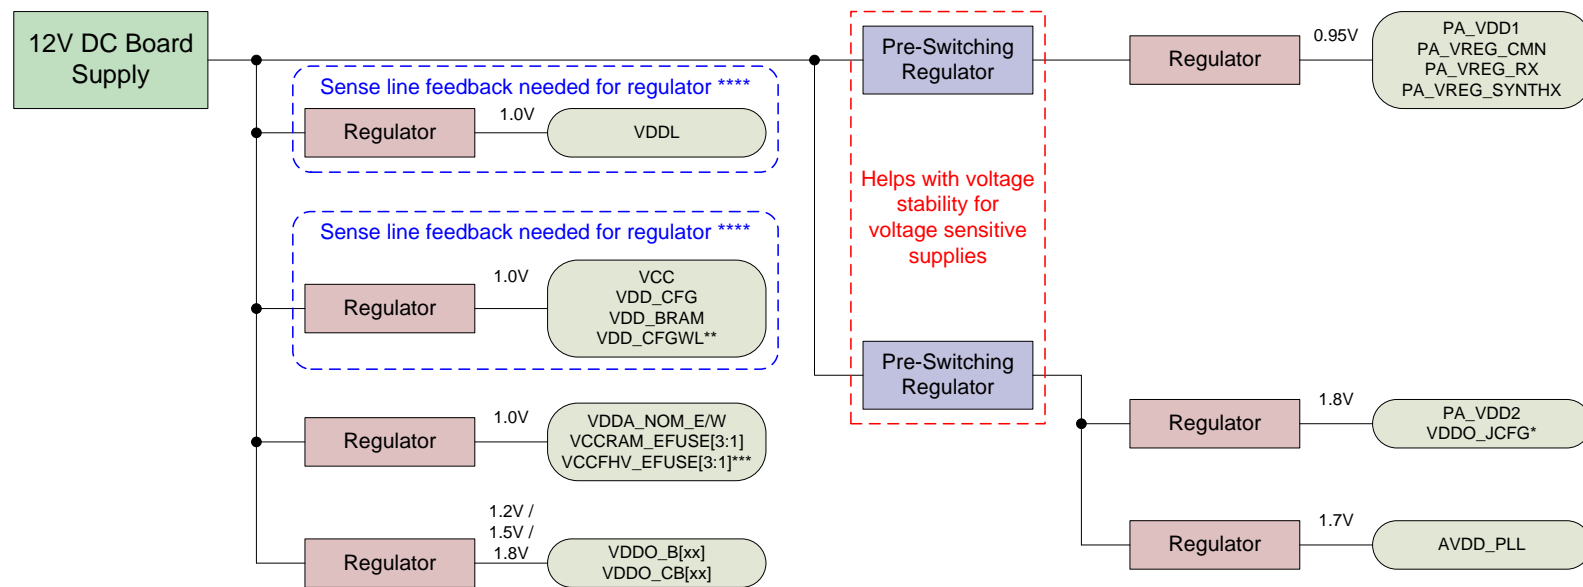 12V DC Board
Supply
Sense line feedback needed for regulator ****
Regulator
1.0V
VDDL
Sense line feedback needed for regulator ****
Regulator
1.0V
VCC
VDD_CFG
VDD_BRAM
VDD_CFGWL**
Regulator
1.0V
VDDA_NOM_E/W
VCCRAM_EFUSE[3:1]
VCCFHV_EFUSE[3:1]***
Regulator
1.2V /
1.5V /
1.8V
VDDO_B[xx]
VDDO_CB[xx]
Pre-Switching
Regulator
Helps with voltage
stability for
voltage sensitive
supplies
Pre-Switching
Regulator
Regulator
0.95V
PA_VDD1
PA_VREG_CMN
PA_VREG_RX
PA_VREG_SYNTHX
Regulator
1.8V
PA_VDD2
VDDO_JCFG*
Regulator
1.7V
AVDD_PLL